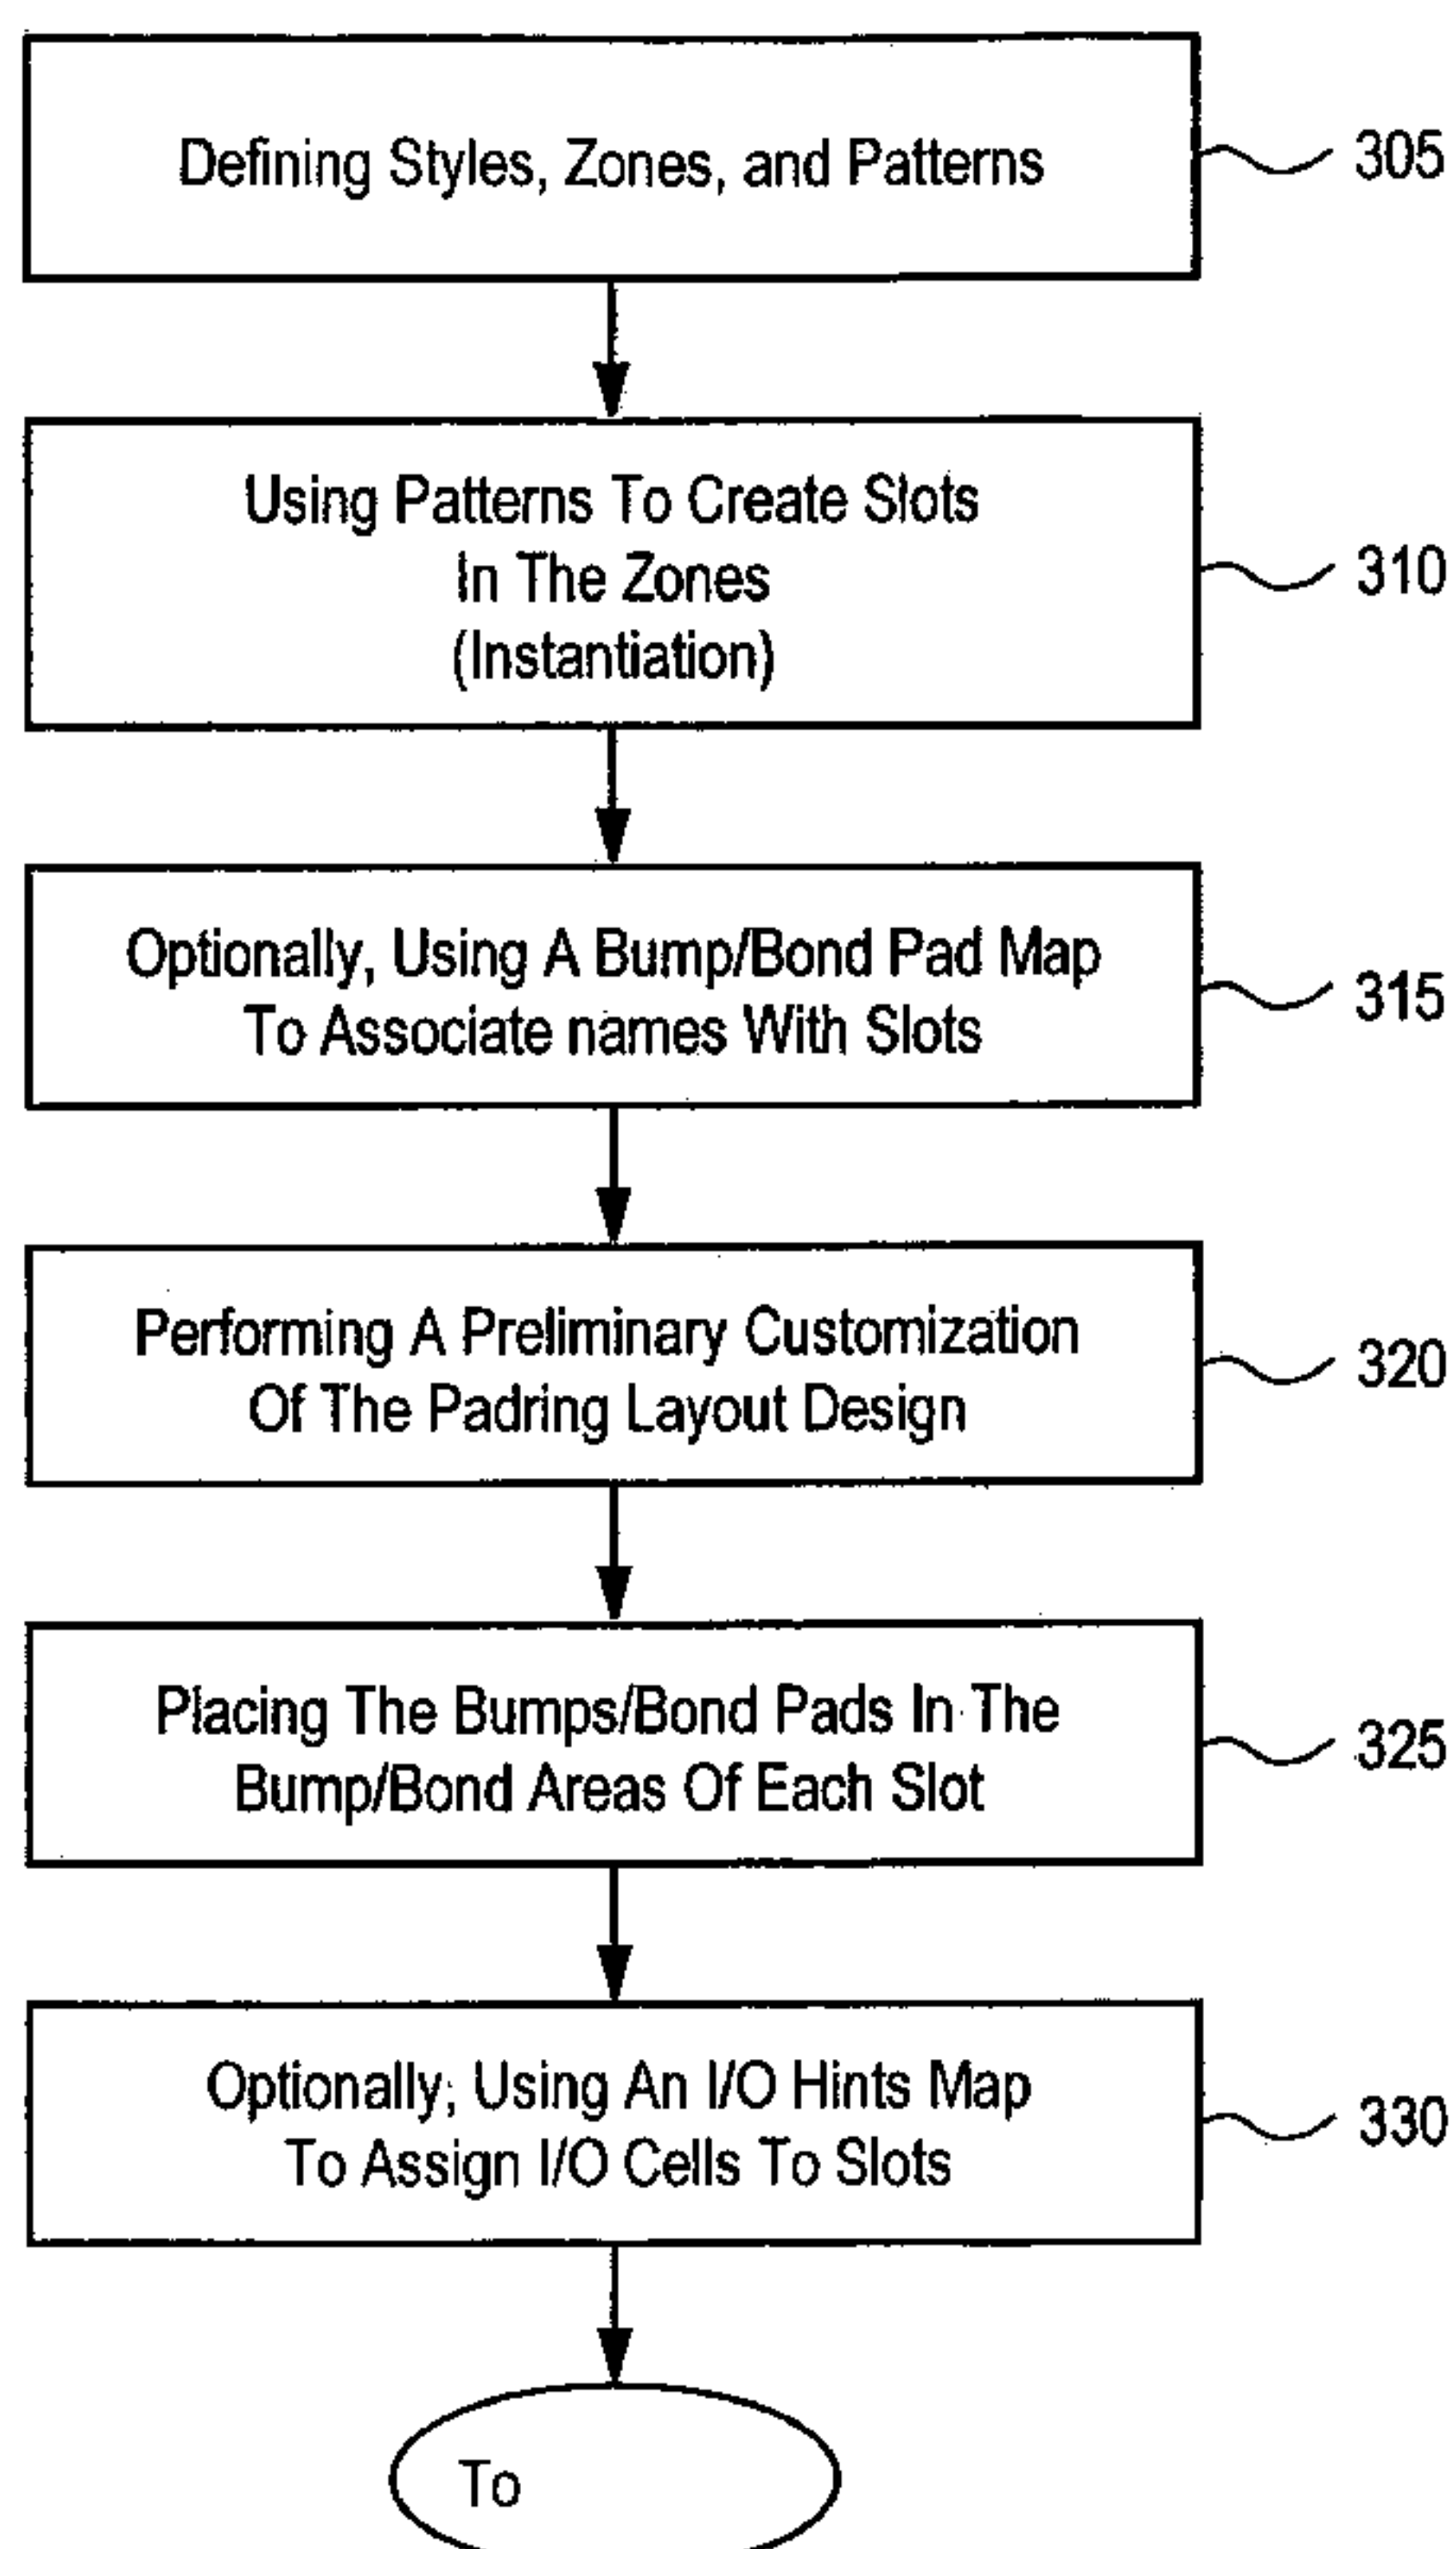 Defining Styles, Zones, and Patterns
305
Using Patterns To Create Slots
In The Zones
(Instantiation)
310
Optionally, Using A Bump/Bond Pad Map
To Associate names With Slots
315
Performing A Preliminary Customization
Of The Padring Layout Design
320
Placing The Bumps/Bond Pads In The
Bump/Bond Areas Of Each Slot
325
Optionally, Using An I/O Hints Map
To Assign I/O Cells To Slots
330
To